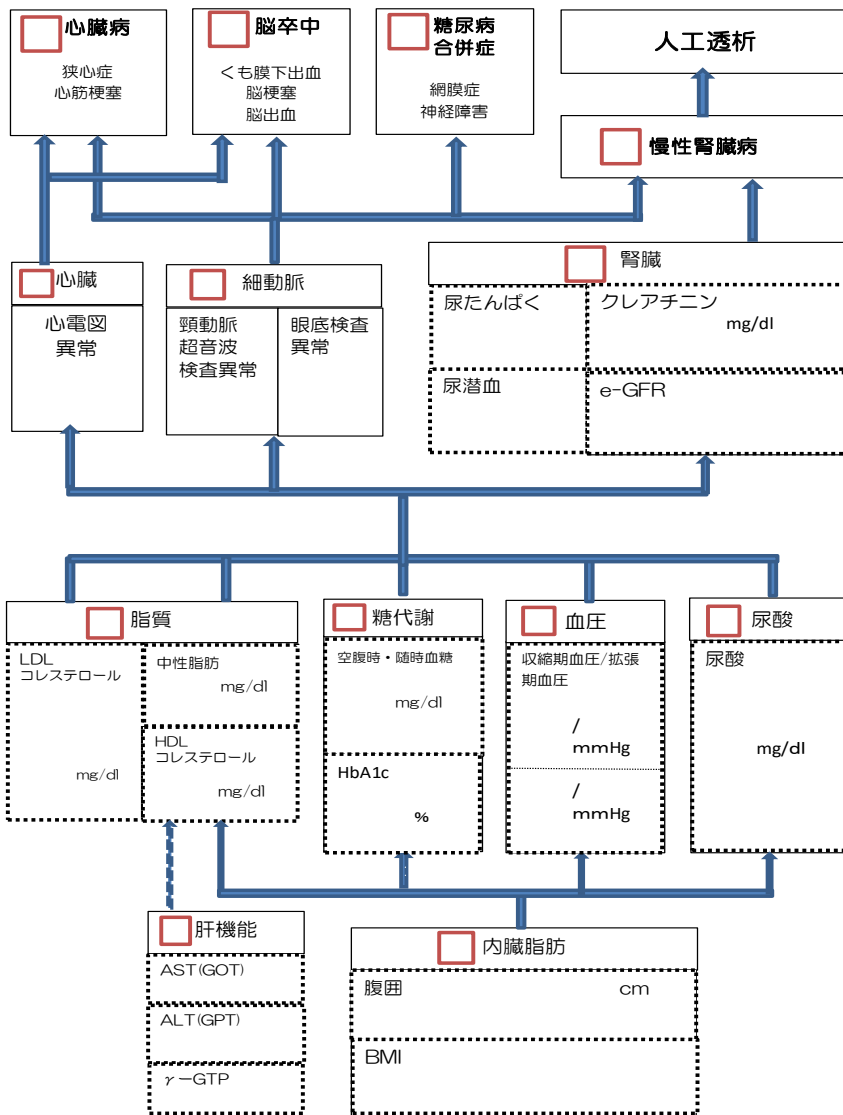 心臓病
狭心症
心筋梗塞
脳卒中
くも膜下出血
脳梗塞
脳出血
糖尿病
合併症
網膜症
神経障害
人工透析
慢性腎臓病
心臓
心電図
異常
細動脈
頸動脈
超音波
検査異常
眼底検査
異常
腎臓
尿たんぱく
クレアチニン
mg/dl
尿潜血
e-GFR
脂質
LDL
コレステロール
mg/dl
中性脂肪
mg/dl
HDL
コレステロール
mg/dl
糖代謝
空腹時・随時血糖
mg/dl
HbA1c
%
血圧
収縮期血圧/拡張
期血圧
/
mmHg
/
mmHg
尿酸
尿酸
mg/dl
肝機能
AST(GOT)
ALT(GPT)
γーGTP
内臓脂肪
腹囲 cm
BMI